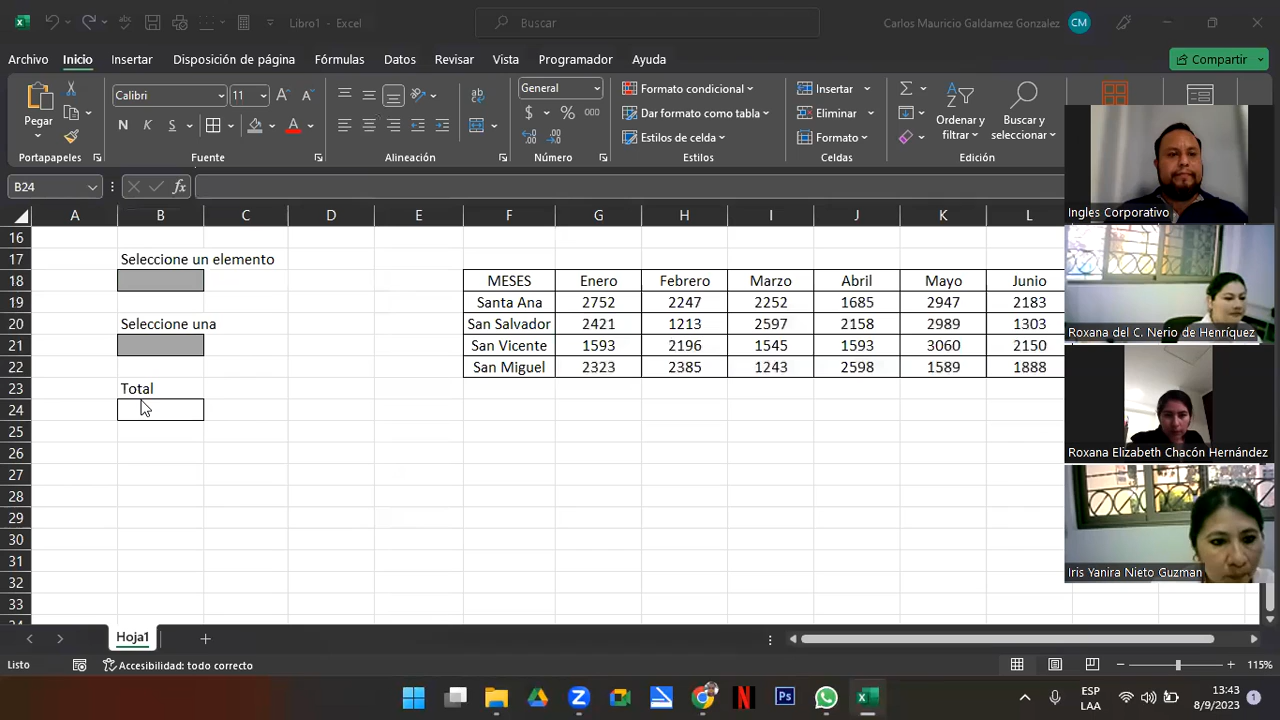 Libro1 - Excel
Buscar
Carlos Mauricio Galdamez Gonzalez
CM
Archivo Inicio Insertar Disposición de página Fórmulas Datos Revisar Vista Programador Ayuda
Compartir
Pegar
Portapapeles
Calibri 11
N K S
Fuente
Alineación
General
$ % 000
Número
Formato condicional
Dar formato como tabla
Estilos de celda
Estilos
Insertar
Eliminar
Formato
Celdas
Ordenar y filtrar
Buscar y seleccionar
Edición
B24
fx
A B C D E F G H I J K L
16
17 Seleccione un elemento
18 MESES Enero Febrero Marzo Abril Mayo Junio
19 Santa Ana 2752 2247 2252 1685 2947 2183
20 Seleccione una San Salvador 2421 1213 2597 2158 2989 1303
21 San Vicente 1593 2196 1545 1593 3060 2150
22 San Miguel 2323 2385 1243 2598 1589 1888
23 Total
24
25
26
27
28
29
30
31
32
33
Ingles Corporativo
Roxana del C. Nerio de Henríquez
Roxana Elizabeth Chacón Hernández
Iris Yanira Nieto Guzman
Hoja1
Listo
Accesibilidad: todo correcto
115%
ESP
LAA
13:43
8/9/2023